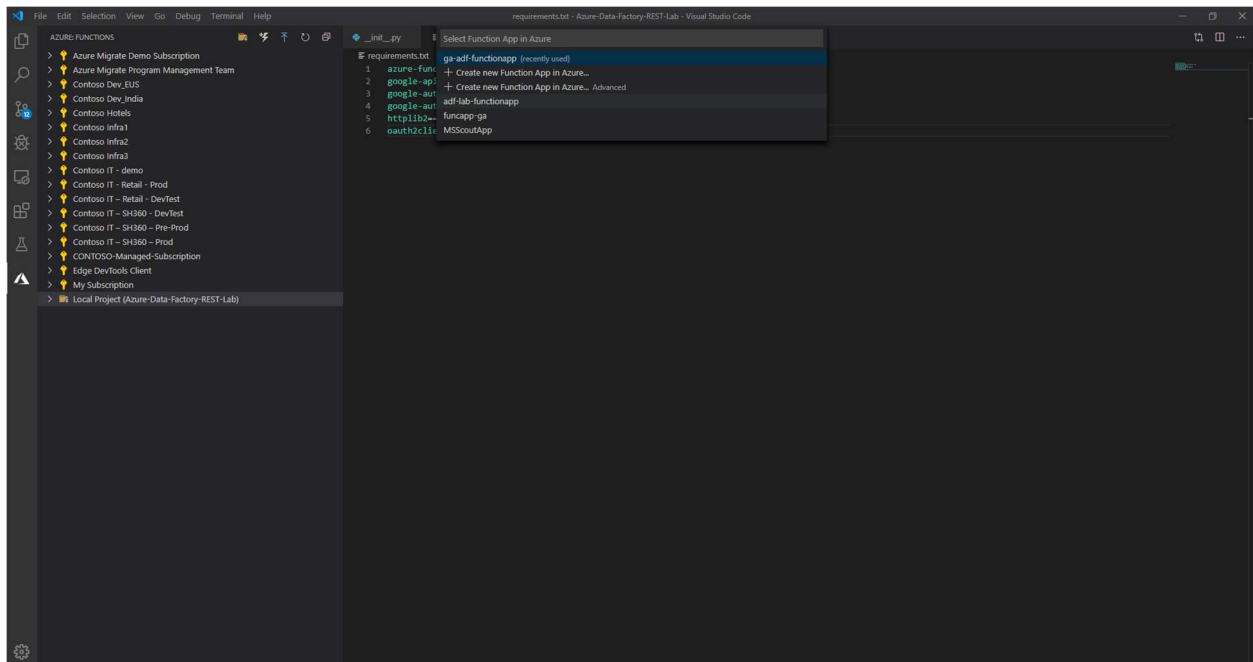 File Edit Selection View Go Debug Terminal Help
requirements.txt - Azure-Data-Factory-REST-Lab - Visual Studio Code
AZURE: FUNCTIONS
Azure Migrate Demo Subscription
Azure Migrate Program Management Team
Contoso Dev_EUS
Contoso Dev_India
Contoso Hotels
Contoso Infra1
Contoso Infra2
Contoso Infra3
Contoso IT - demo
Contoso IT - Retail - Prod
Contoso IT – Retail - DevTest
Contoso IT – SH360 - DevTest
Contoso IT – SH360 – Pre-Prod
Contoso IT – SH360 – Prod
CONTOSO-Managed-Subscription
Edge DevTools Client
My Subscription
Local Project (Azure-Data-Factory-REST-Lab)
12
__init__.py
requirements.txt
1 azure-func
2 google-api
3 google-aut
4 google-aut
5 httplib2==
6 oauth2clie
Select Function App in Azure
ga-adf-functionapp (recently used)
+ Create new Function App in Azure...
+ Create new Function App in Azure... Advanced
adf-lab-functionapp
funcapp-ga
MSScoutApp